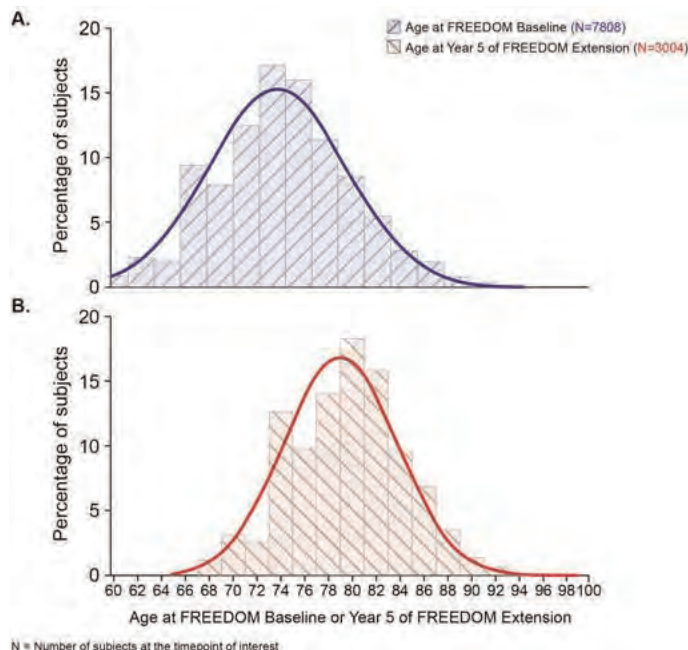 A.
Age at FREEDOM Baseline (N=7808)
Age at Year 5 of FREEDOM Extension (N=3004)
Percentage of subjects
20
15
10
5
0
B.
Percentage of subjects
20
15
10
5
0
60 62 64 66 68 70 72 74 76 78 80 82 84 86 88 90 92 94 96 98 100
Age at FREEDOM Baseline or Year 5 of FREEDOM Extension
N = Number of subjects at the timepoint of interest